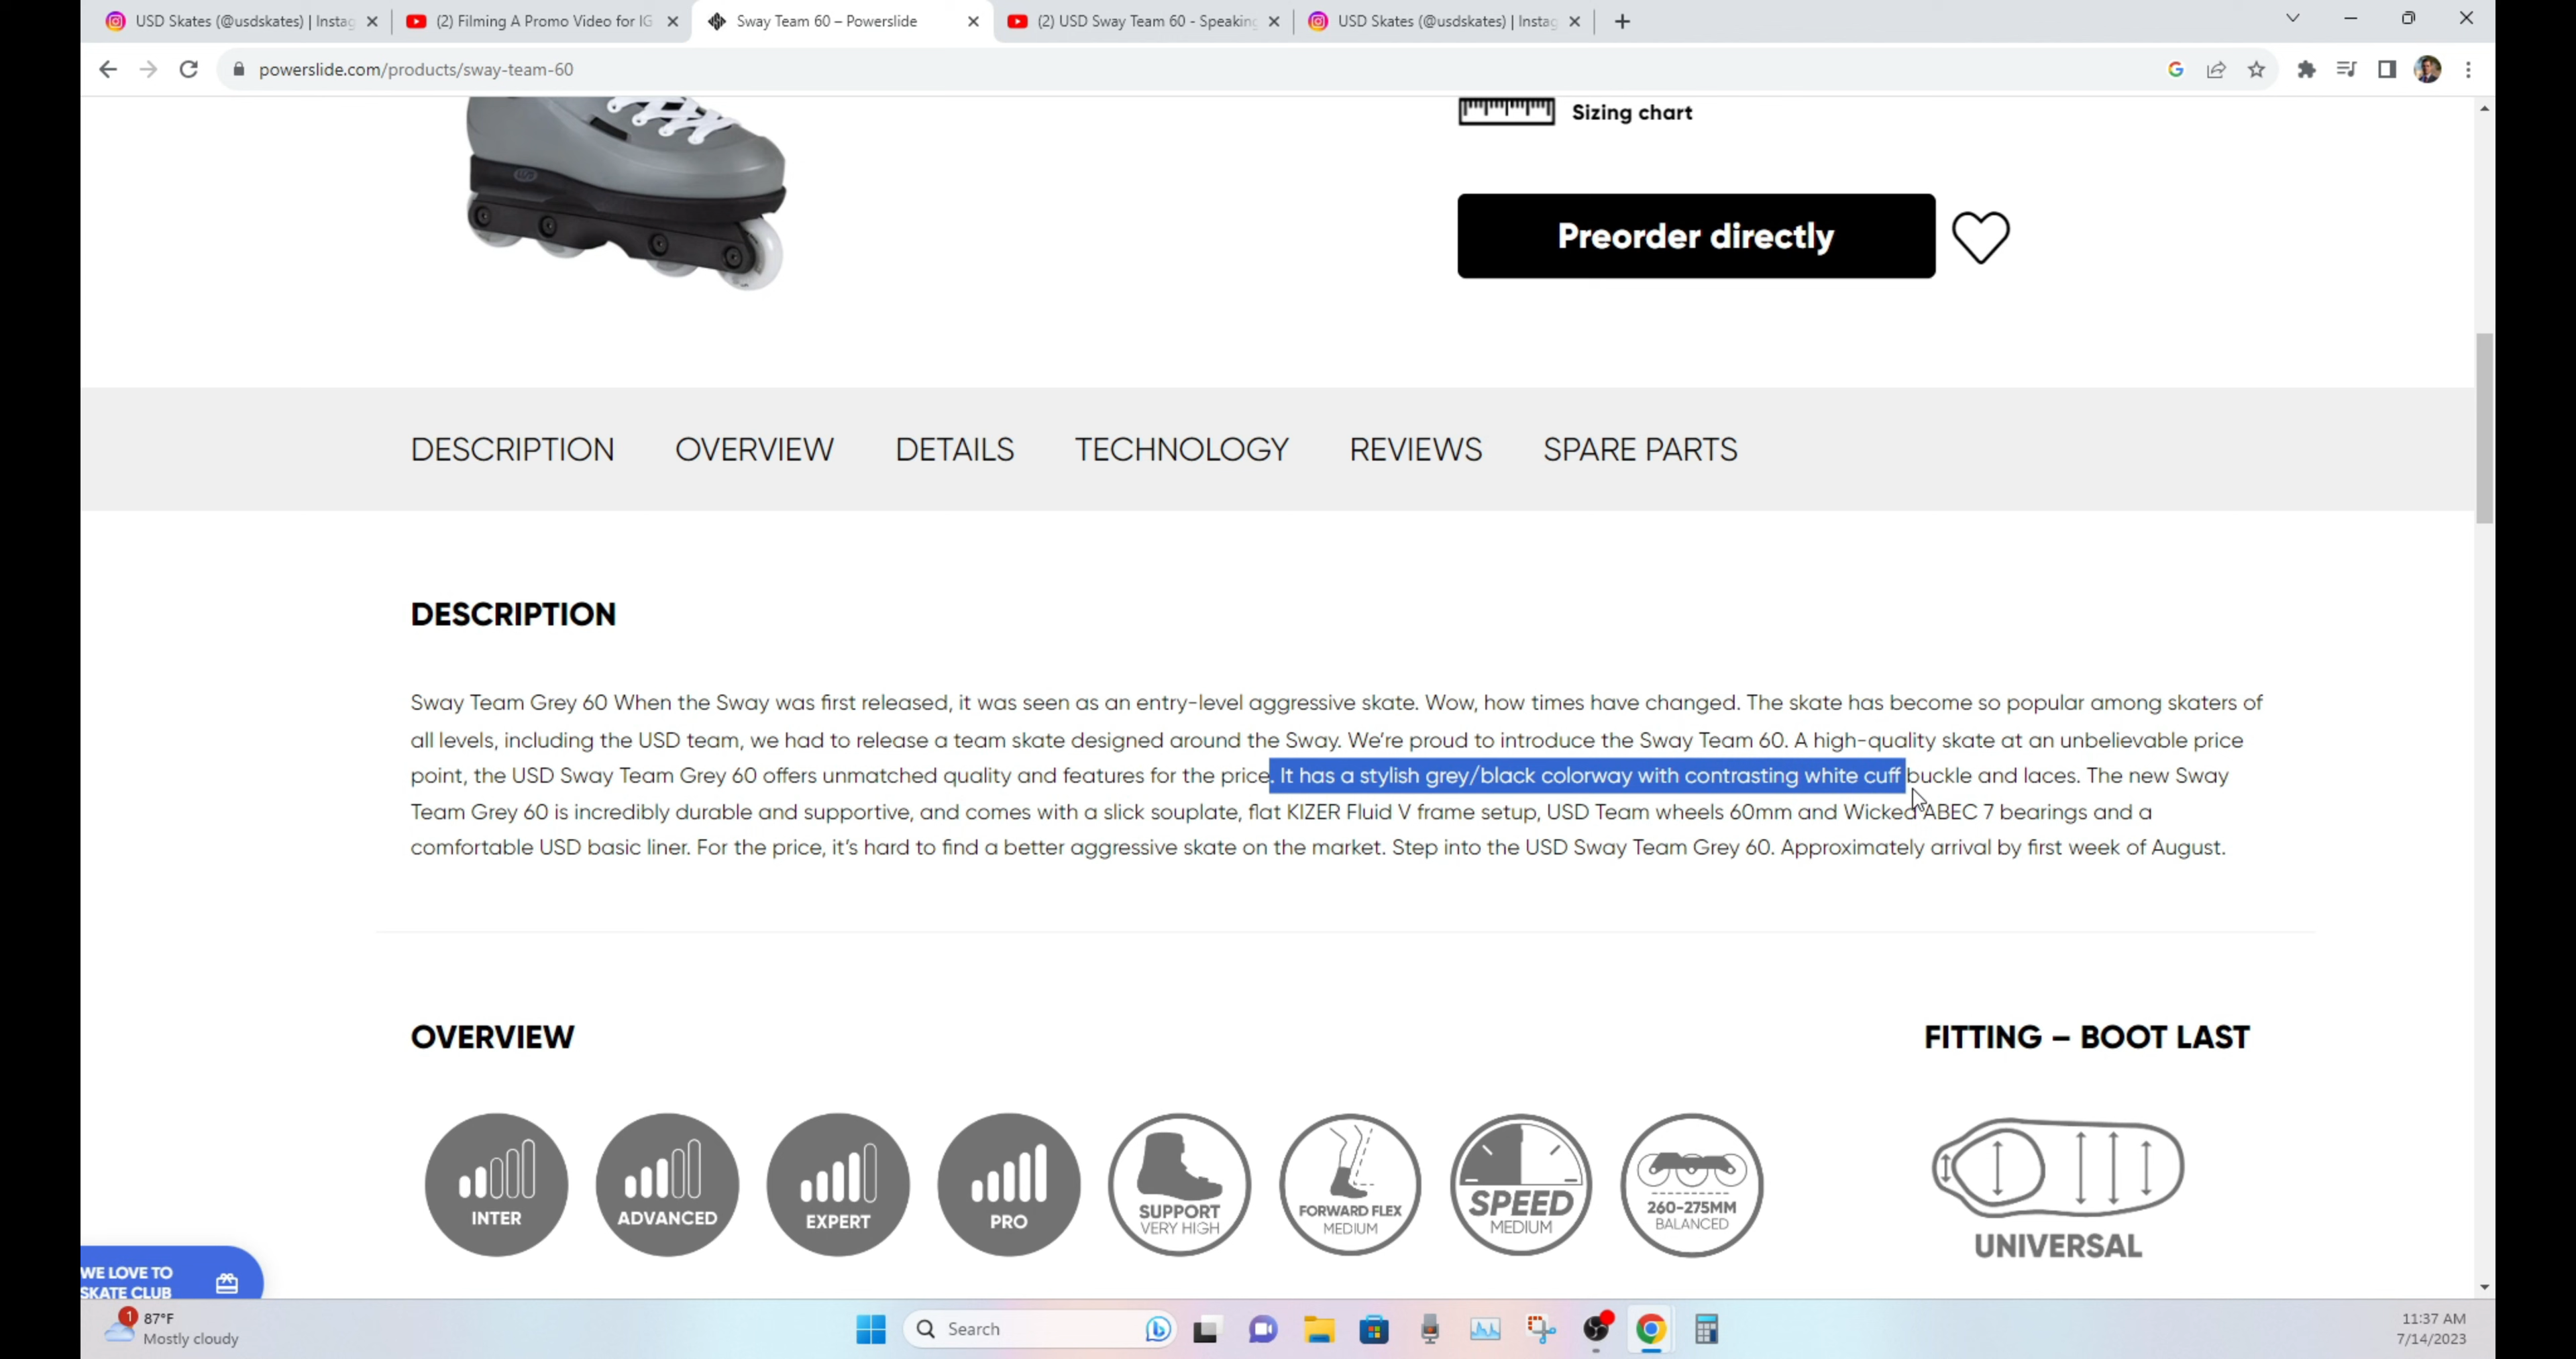 USD Skates (@usdskates) | Instag
(2) Filming A Promo Video for IG
Sway Team 60 – Powerslide
(2) USD Sway Team 60 - Speaking
USD Skates (@usdskates) | Instag
powerslide.com/products/sway-team-60
Sizing chart
Preorder directly
DESCRIPTION OVERVIEW DETAILS TECHNOLOGY REVIEWS SPARE PARTS
DESCRIPTION
Sway Team Grey 60 When the Sway was first released, it was seen as an entry-level aggressive skate. Wow, how times have changed. The skate has become so popular among skaters of
all levels, including the USD team, we had to release a team skate designed around the Sway. We're proud to introduce the Sway Team 60. A high-quality skate at an unbelievable price
point, the USD Sway Team Grey 60 offers unmatched quality and features for the price. It has a stylish grey/black colorway with contrasting white cuff buckle and laces. The new Sway
Team Grey 60 is incredibly durable and supportive, and comes with a slick souplate, flat KIZER Fluid V frame setup, USD Team wheels 60mm and Wicked ABEC 7 bearings and a
comfortable USD basic liner. For the price, it's hard to find a better aggressive skate on the market. Step into the USD Sway Team Grey 60. Approximately arrival by first week of August.
OVERVIEW
FITTING – BOOT LAST
INTER
ADVANCED
EXPERT
PRO
SUPPORT
VERY HIGH
FORWARD FLEX
MEDIUM
SPEED
MEDIUM
260-275MM
BALANCED
UNIVERSAL
WE LOVE TO
SKATE CLUB
1
87°F
Mostly cloudy
Search
11:37 AM
7/14/2023